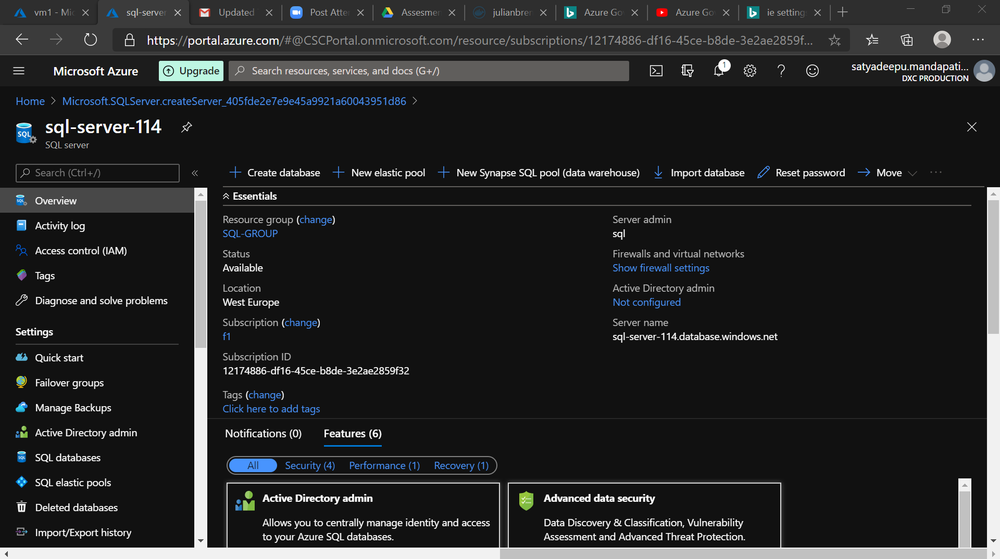 vm1 - Mic
sql-server
Updated
Post Atten
Assesmen
julianbren
Azure Go
Azure Go
ie setting
https://portal.azure.com/#@CSCPortal.onmicrosoft.com/resource/subscriptions/12174886-df16-45ce-b8de-3e2ae2859f...
Microsoft Azure
Upgrade
Search resources, services, and docs (G+/)
1
satyadeepu.mandapati...
DXC PRODUCTION
Home > Microsoft.SQLServer.createServer_405fde2e7e9e45a9921a60043951d86 >
SQL
sql-server-114
SQL server
Search (Ctrl+/)
«
Create database
New elastic pool
New Synapse SQL pool (data warehouse)
Import database
Reset password
Move
...
Overview
Activity log
Access control (IAM)
Tags
Diagnose and solve problems
Settings
Quick start
Failover groups
Manage Backups
Active Directory admin
SQL databases
SQL elastic pools
Deleted databases
Import/Export history
Essentials
Resource group (change)
SQL-GROUP
Status
Available
Location
West Europe
Subscription (change)
f1
Subscription ID
12174886-df16-45ce-b8de-3e2ae2859f32
Tags (change)
Click here to add tags
Server admin
sql
Firewalls and virtual networks
Show firewall settings
Active Directory admin
Not configured
Server name
sql-server-114.database.windows.net
Notifications (0)
Features (6)
All
Security (4)
Performance (1)
Recovery (1)
Active Directory admin
Allows you to centrally manage identity and access
to your Azure SQL databases.
Advanced data security
Data Discovery & Classification, Vulnerability
Assessment and Advanced Threat Protection.